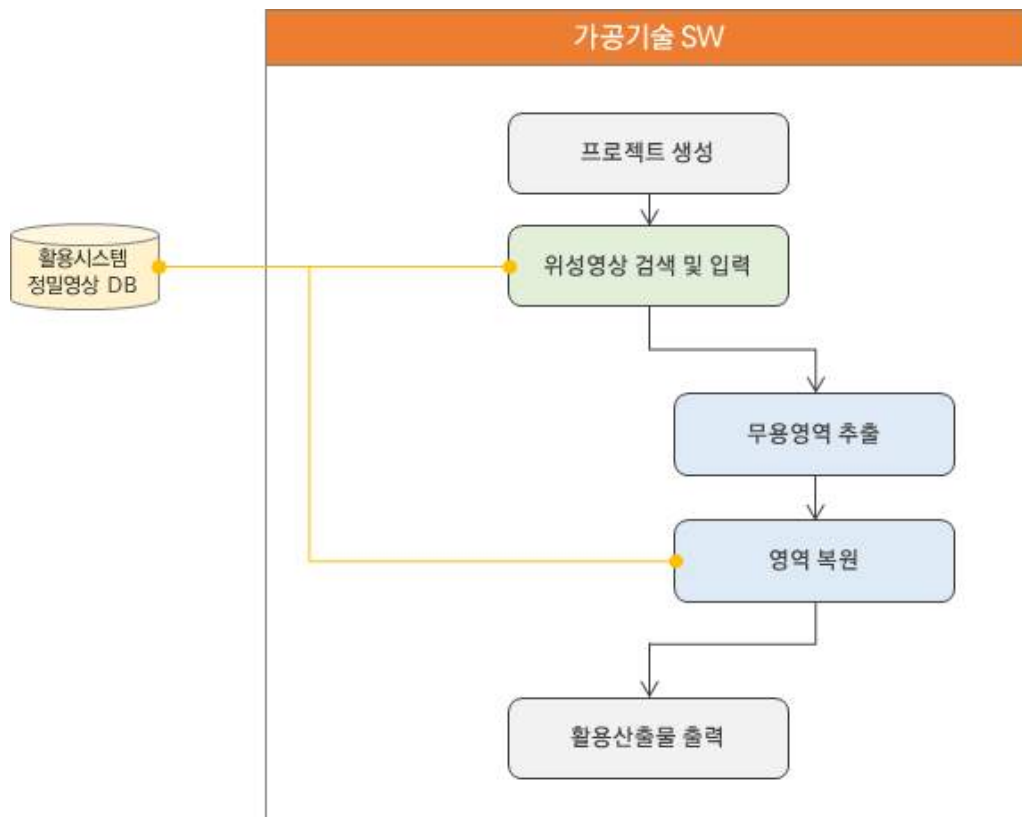 가공기술 SW
프로젝트 생성
활용시스템
정밀영상 DB
위성영상 검색 및 입력
무용영역 추출
영역 복원
활용산출물 출력